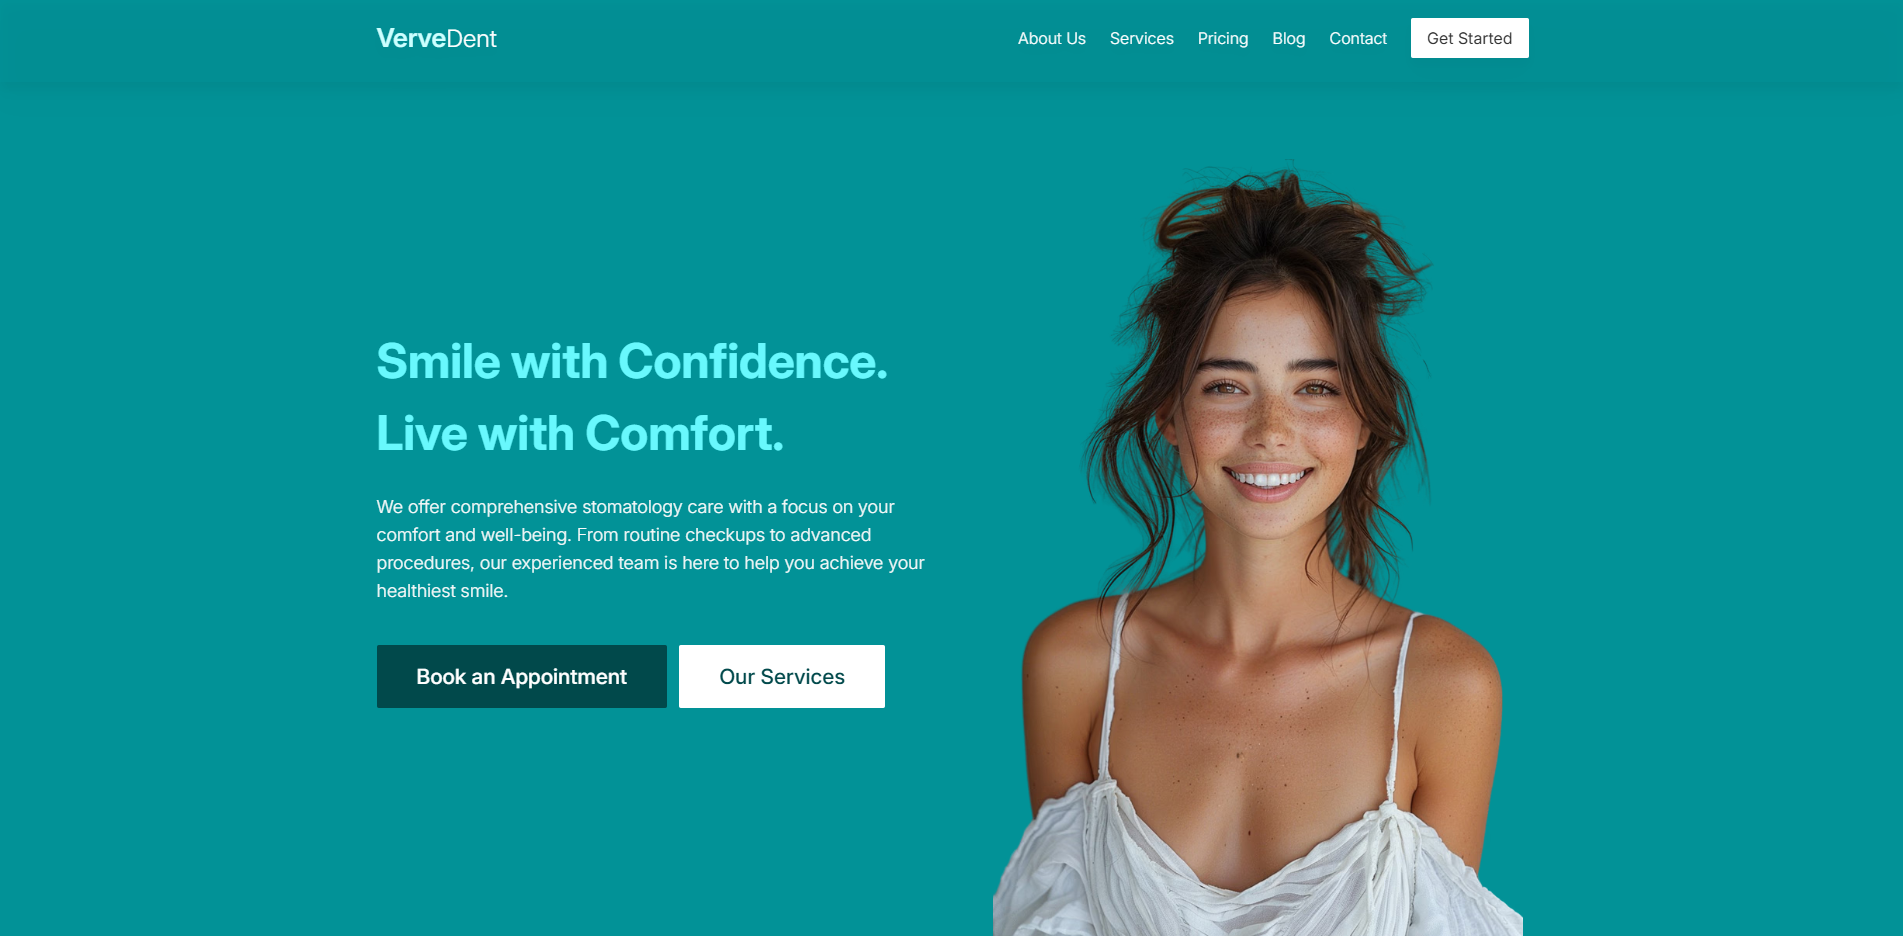 VerveDent
About Us
Services
Pricing
Blog
Contact
Get Started
Smile with Confidence.
Live with Comfort.
We offer comprehensive stomatology care with a focus on your
comfort and well-being. From routine checkups to advanced
procedures, our experienced team is here to help you achieve your
healthiest smile.
Book an Appointment
Our Services